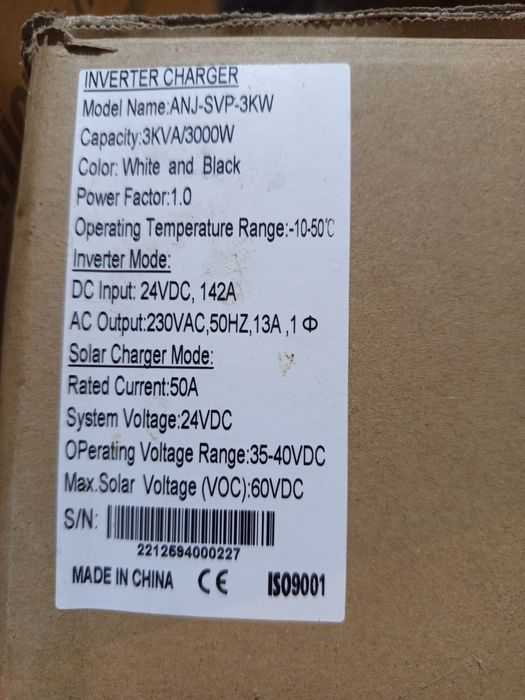 INVERTER CHARGER
Model Name:ANJ-SVP-3KW
Capacity:3KVA/3000W
Color: White and Black
Power Factor:1.0
Operating Temperature Range:-10-50℃
Inverter Mode:
DC Input: 24VDC, 142A
AC Output:230VAC,50HZ,13A ,1 Φ
Solar Charger Mode:
Rated Current:50A
System Voltage:24VDC
OPerating Voltage Range:35-40VDC
Max.Solar Voltage (VOC):60VDC
S/N:
2212694000227
MADE IN CHINA CE ISO9001